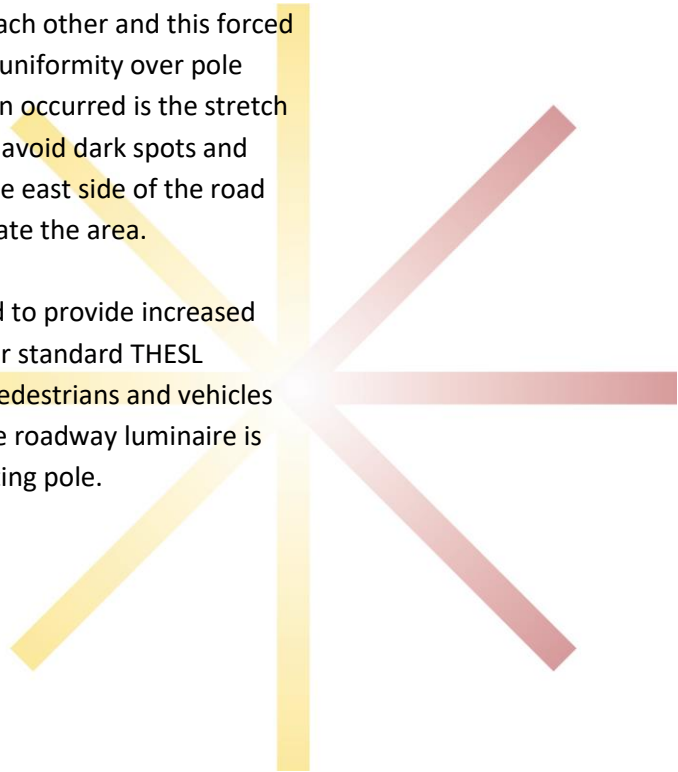 ach other and this forced
uniformity over pole
n occurred is the stretch
avoid dark spots and
e east side of the road
ate the area.
d to provide increased
r standard THESL
edestrians and vehicles
e roadway luminaire is
ting pole.